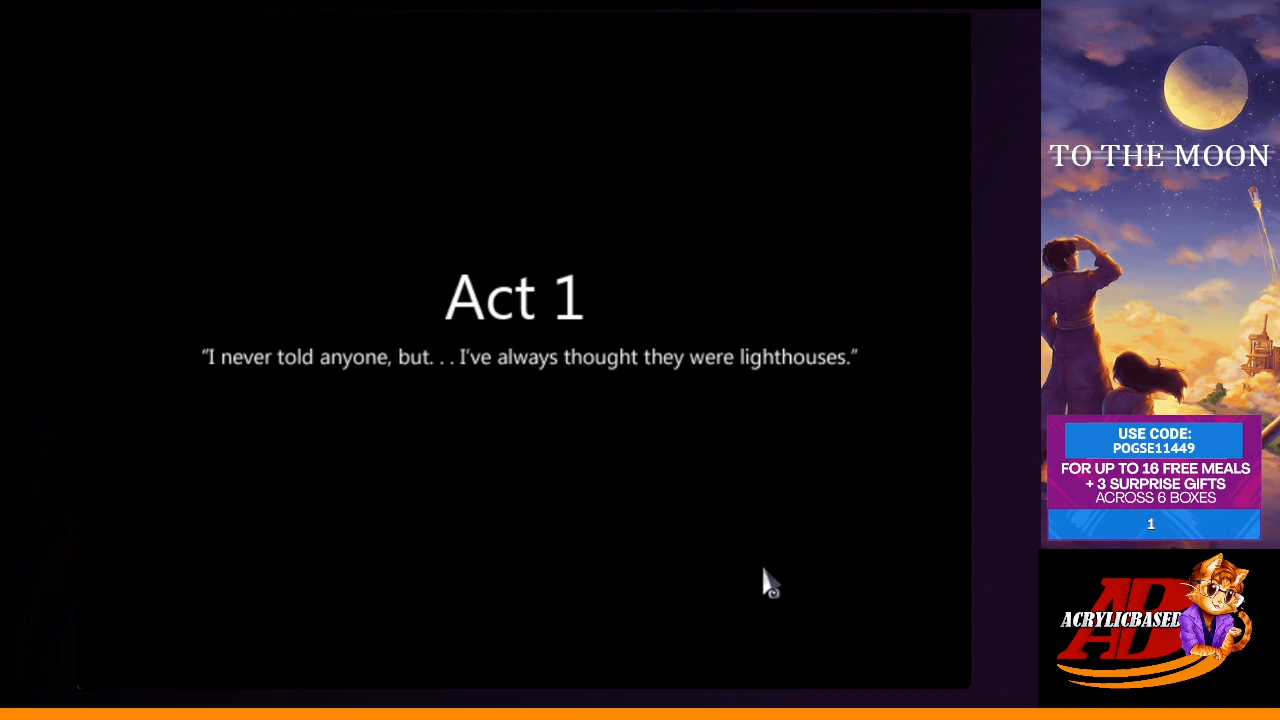 Act 1
“I never told anyone, but. . . I’ve always thought they were lighthouses.”
TO THE MOON
USE CODE:
POGSE11449
FOR UP TO 16 FREE MEALS
+ 3 SURPRISE GIFTS
ACROSS 6 BOXES
1
AB
ACRYLICBASED